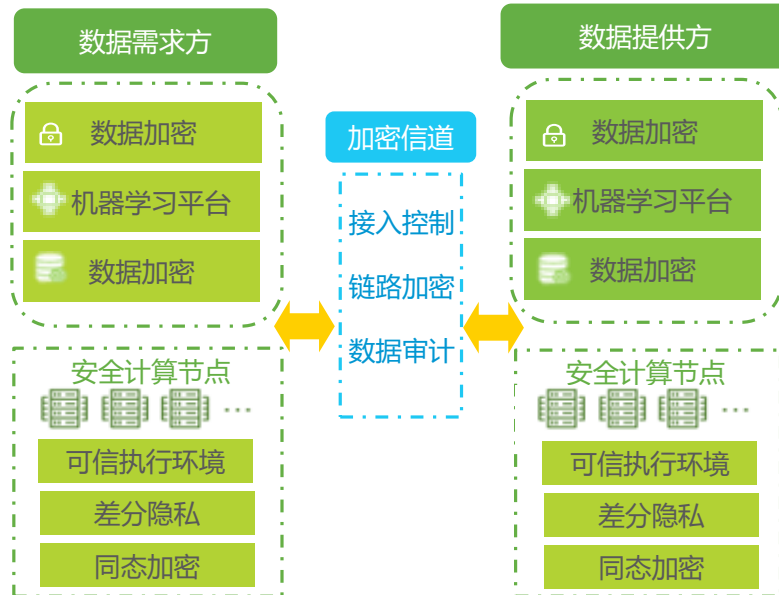 数据需求方
数据加密
机器学习平台
数据加密
安全计算节点
...
可信执行环境
差分隐私
同态加密
加密信道
接入控制
链路加密
数据审计
数据提供方
数据加密
机器学习平台
数据加密
安全计算节点
...
可信执行环境
差分隐私
同态加密